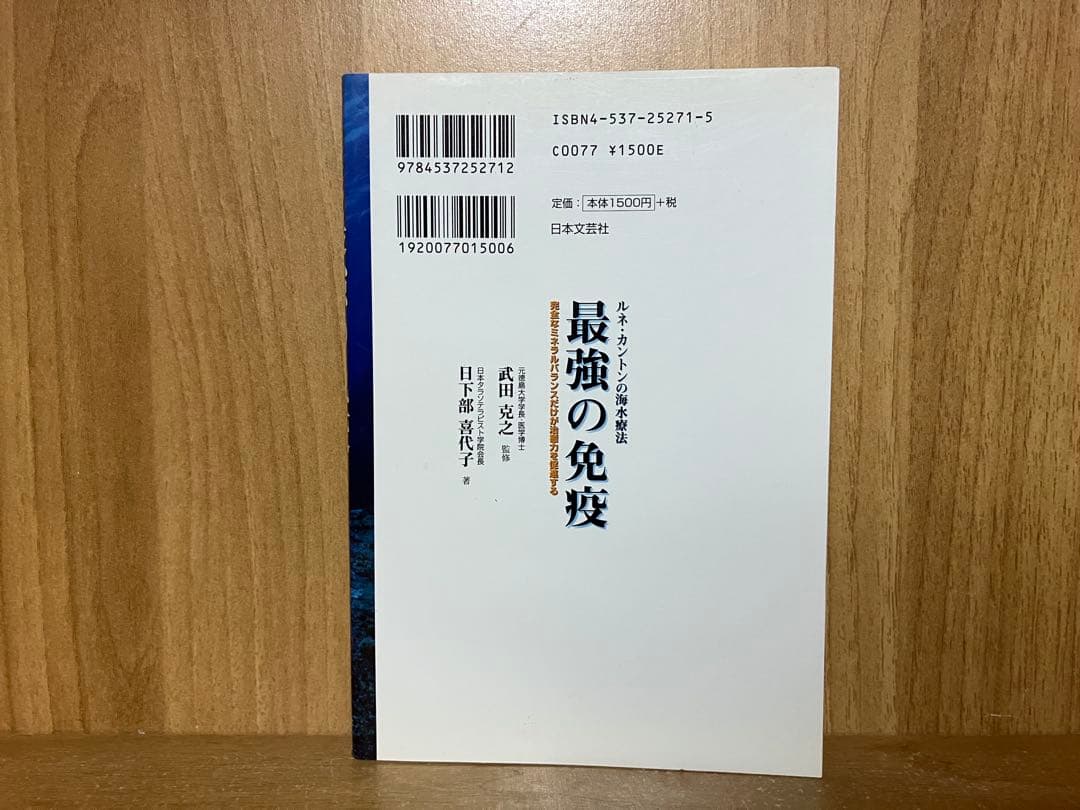 ISBN4-537-25271-5
C0077 ¥1500E
9784537252712
1920077015006
定価：本体1500円＋税
日本文芸社
ルネ・カントンの海水療法
最強の免疫
完全なミネラルバランスだけが治癒力を促進する
元徳島大学学長・医学博士
武田 克之 監修
日本タラソテラピスト学院会長
日下部 喜代子 著